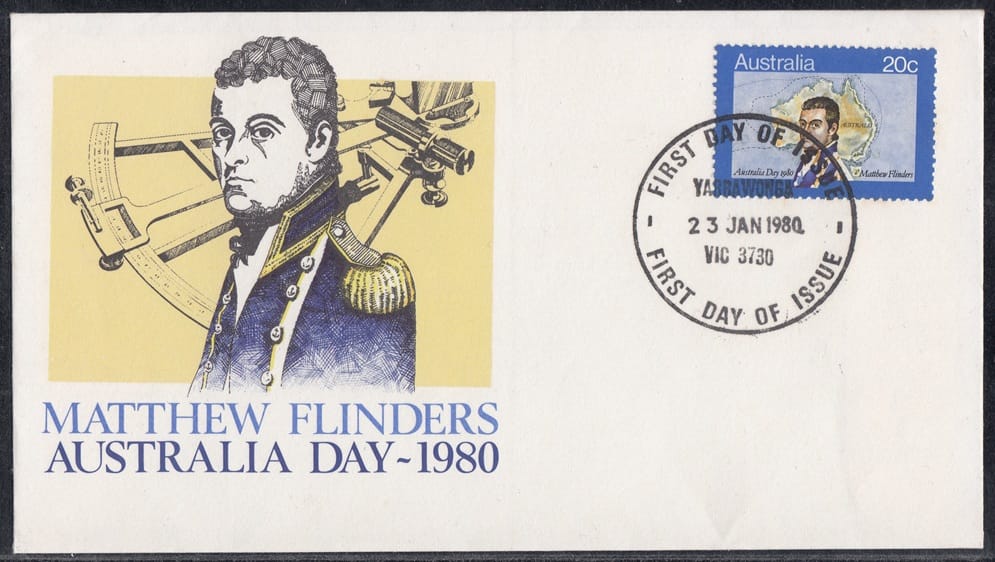 Australia 20c
AUSTRALIA
Australia Day 1980 Matthew Flinders
FIRST DAY OF ISSUE
YARRAWONGA
23 JAN 1980
VIC 3730
FIRST DAY OF ISSUE
MATTHEW FLINDERS
AUSTRALIA DAY~1980